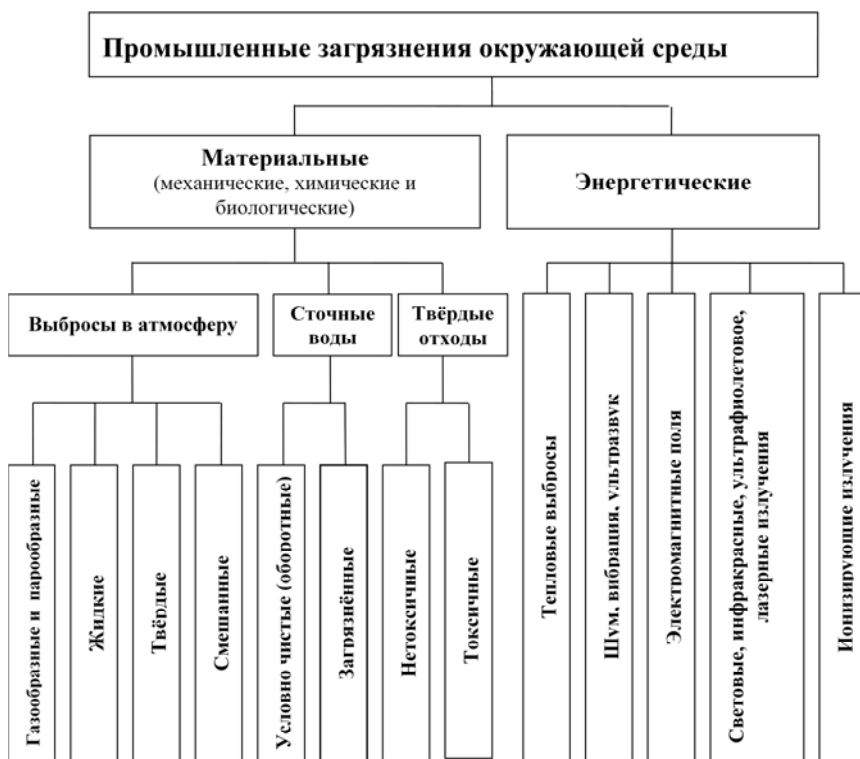 Промышленные загрязнения окружающей среды
Материальные
(механические, химические и
биологические)
Энергетические
Выбросы в атмосферу
Сточные
воды
Твёрдые
отходы
Газообразные и парообразные
Жидкие
Твёрдые
Смешанные
Условно чистые (оборотные)
Загрязнённые
Нетоксичные
Токсичные
Тепловые выбросы
Шум, вибрация, ультразвук
Электромагнитные поля
Световые, инфракрасные, ультрафиолетовое,
лазерные излучения
Ионизирующие излучения